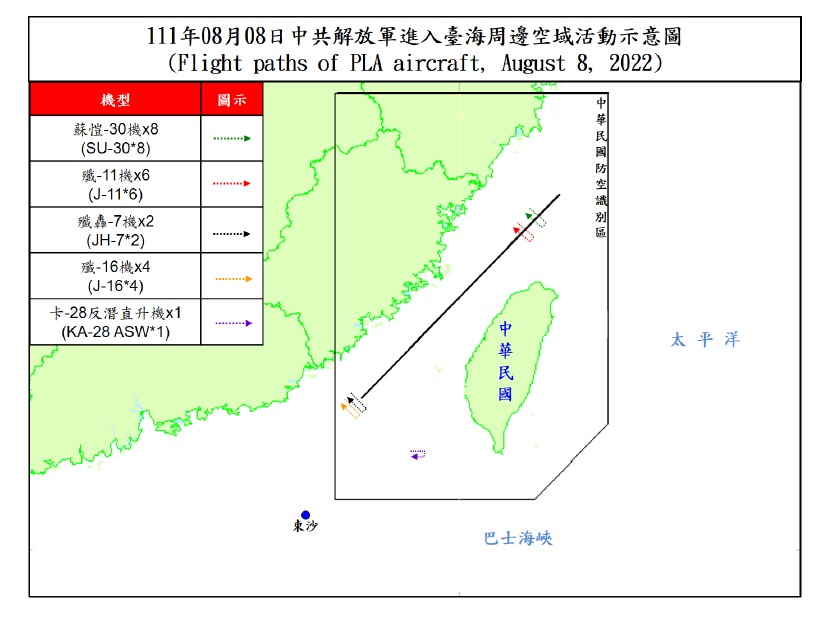 111年08月08日中共解放軍進入臺海周邊空域活動示意圖
(Flight paths of PLA aircraft, August 8, 2022)
機型 圖示
蘇愷-30機x8
(SU-30*8)
殲-11機x6
(J-11*6)
殲轟-7機x2
(JH-7*2)
殲-16機x4
(J-16*4)
卡-28反潛直升機x1
(KA-28 ASW*1)
中華民國防空識別區
中華民國
太平洋
東沙
巴士海峽